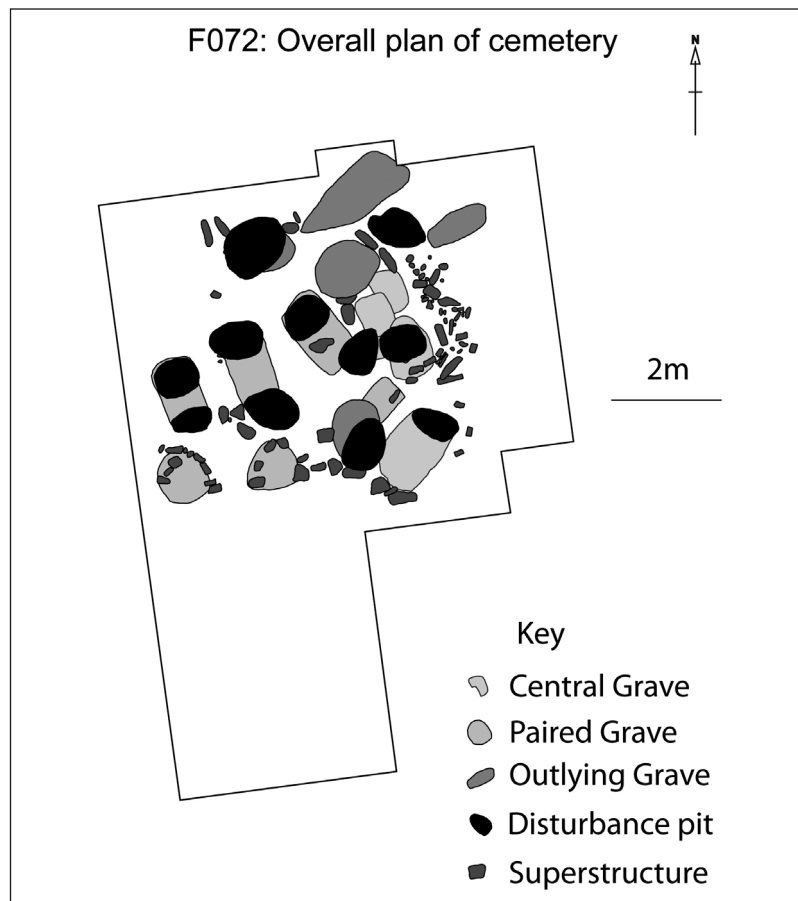 F072: Overall plan of cemetery
N
2m
Key
Central Grave
Paired Grave
Outlying Grave
Disturbance pit
Superstructure